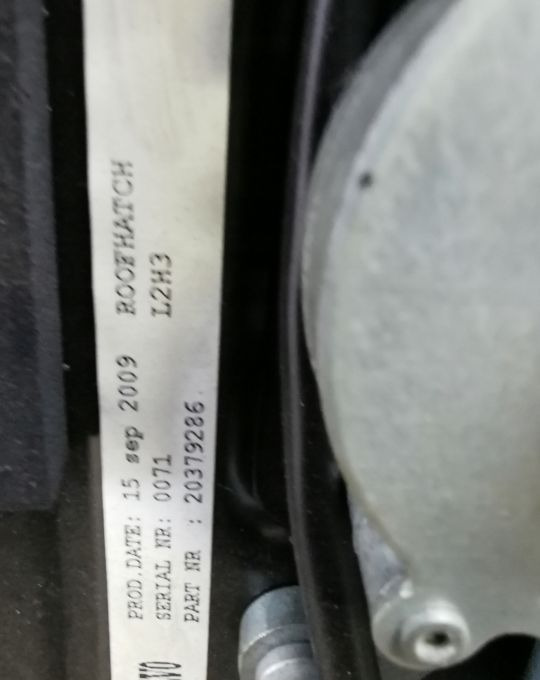 PROD.DATE: 15 sep 2009 ROOFHATCH
SERIAL NR: 0071 L2H3
PART NR : 20379286